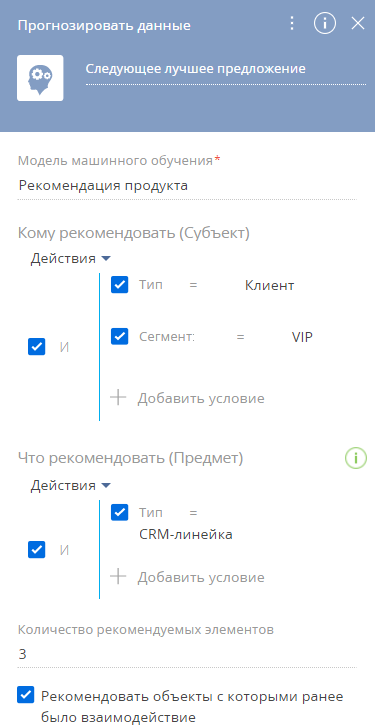 Прогнозировать данные
Следующее лучшее предложение
Модель машинного обучения*
Рекомендация продукта
Кому рекомендовать (Субъект)
Действия
Тип = Клиент
И
Сегмент: = VIP
Добавить условие
Что рекомендовать (Предмет)
Действия
Тип =
CRM-линейка
И
Добавить условие
Количество рекомендуемых элементов
3
Рекомендовать объекты с которыми ранее
было взаимодействие